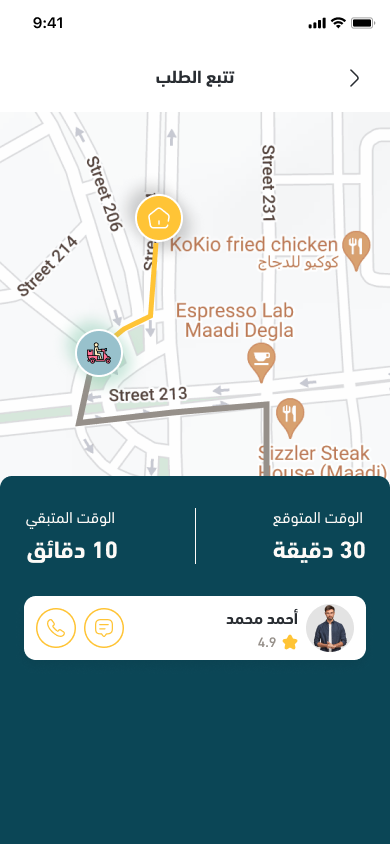 9:41
تتبع الطلب
Street 206
Street 231
Stree
Street 214
KoKio fried chicken
كوكيو للدجاج
Espresso Lab
Maadi Degla
Street 213
Sizzler Steak
House (Maadi)
الوقت المتوقع
30 دقيقة
الوقت المتبقي
10 دقائق
أحمد محمد
4.9